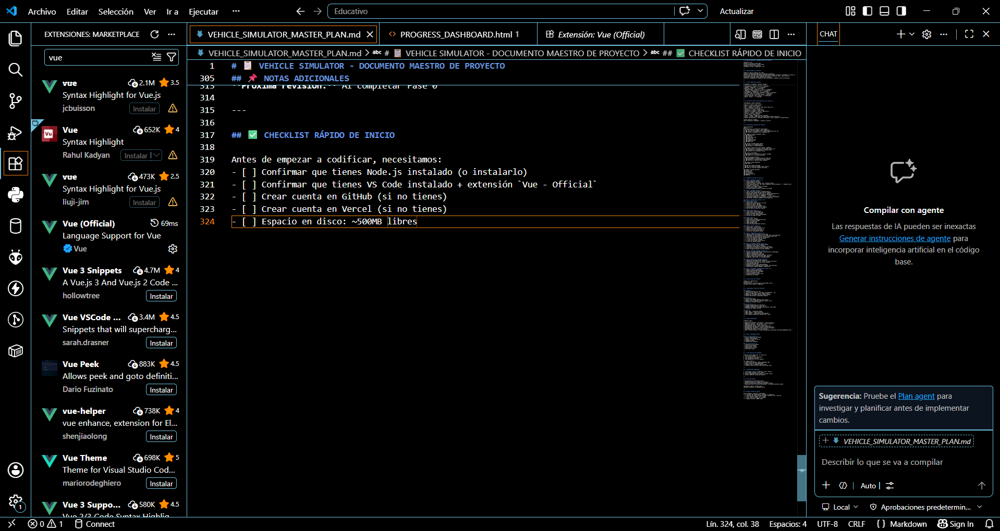 Archivo Editar Selección Ver Ir a Ejecutar ···
Educativo
Actualizar
EXTENSIONES: MARKETPLACE
vue
vue 2.1M 3.5
Syntax Highlight for Vue.js
jcbuisson Instalar
Vue 652K 4
Syntax Highlight
Rahul Kadyan Instalar
vue 473K 2.5
Syntax Highlight for Vue.js
liuji-jim Instalar
Vue (Official) 69ms
Language Support for Vue
Vue
Vue 3 Snippets 4.7M 4
A Vue.js 3 And Vue.js 2 Code ...
hollowtree Instalar
Vue VSCode ... 3.4M 4.5
Snippets that will supercharg...
sarah.drasner Instalar
Vue Peek 883K 4.5
Allows peek and goto definiti...
Dario Fuzinato Instalar
vue-helper 738K 4
vue enhance, extension for El...
shenjiaolong Instalar
Vue Theme 698K 5
Theme for Visual Studio Cod...
mariorodeghiero Instalar
Vue 3 Suppo... 580K 4.5
Vue 2/3 Code Syntax Highlig
VEHICLE_SIMULATOR_MASTER_PLAN.md
PROGRESS_DASHBOARD.html 1
Extensión: Vue (Official)
VEHICLE_SIMULATOR_MASTER_PLAN.md > abc # 📋 VEHICLE SIMULATOR - DOCUMENTO MAESTRO DE PROYECTO > abc ## ✅ CHECKLIST RÁPIDO DE INICIO
1 # 📋 VEHICLE SIMULATOR - DOCUMENTO MAESTRO DE PROYECTO
305 ## 📌 NOTAS ADICIONALES
313 **Próxima revisión:** Al completar Fase 0
314
315 ---
316
317 ## ✅ CHECKLIST RÁPIDO DE INICIO
318
319 Antes de empezar a codificar, necesitamos:
320 - [ ] Confirmar que tienes Node.js instalado (o instalarlo)
321 - [ ] Confirmar que tienes VS Code instalado + extensión `Vue - Official`
322 - [ ] Crear cuenta en GitHub (si no tienes)
323 - [ ] Crear cuenta en Vercel (si no tienes)
324 - [ ] Espacio en disco: ~500MB libres
CHAT
Compilar con agente
Las respuestas de IA pueden ser inexactas
Generar instrucciones de agente para
incorporar inteligencia artificial en el código
base.
Sugerencia: Pruebe el Plan agent para
investigar y planificar antes de implementar
cambios.
VEHICLE_SIMULATOR_MASTER_PLAN.md
Describir lo que se va a compilar
Auto
Local Aprobaciones predetermin...
1
0 1 Connect
Lín. 324, col. 38 Espacios: 4 UTF-8 CRLF {} Markdown Sign In